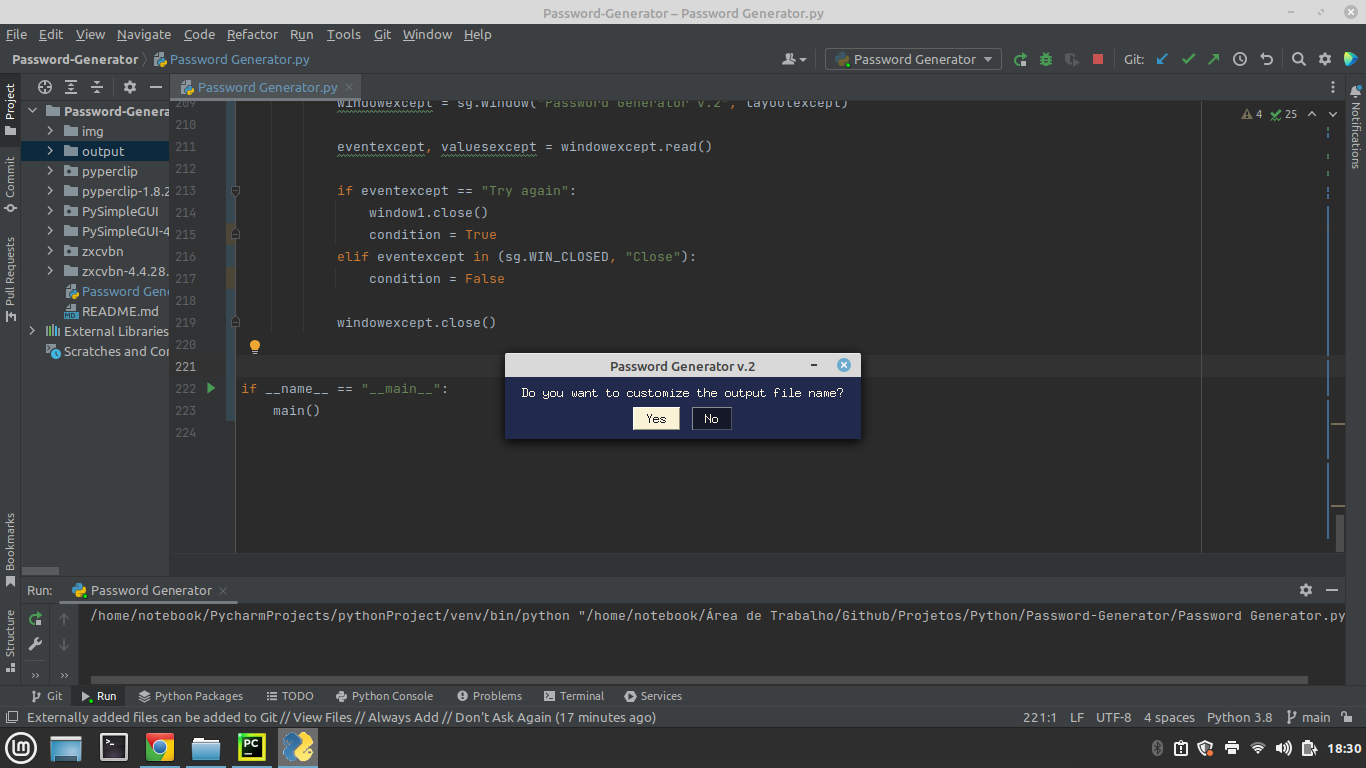 Password-Generator – Password Generator.py
File Edit View Navigate Code Refactor Run Tools Git Window Help
Password-Generator Password Generator.py
Password Generator
Git:
Project
Password Generator.py
Password-Genera
img
output
pyperclip
pyperclip-1.8.2
PySimpleGUI
PySimpleGUI-4
zxcvbn
zxcvbn-4.4.28.
Password Gen
README.md
MD
External Libraries
Scratches and Con
Commit
Pull Requests
Bookmarks
Structure
Notifications
4 25
209 windowexcept = sg.Window("Password Generator v.2", layoutexcept)
210
211 eventexcept, valuesexcept = windowexcept.read()
212
213 if eventexcept == "Try again":
214 window1.close()
215 condition = True
216 elif eventexcept in (sg.WIN_CLOSED, "Close"):
217 condition = False
218
219 windowexcept.close()
220
221
222 if __name__ == "__main__":
223 main()
224
Password Generator v.2
Do you want to customize the output file name?
Yes No
Run: Password Generator
/home/notebook/PycharmProjects/pythonProject/venv/bin/python "/home/notebook/Área de Trabalho/Github/Projetos/Python/Password-Generator/Password Generator.py
Git Run Python Packages TODO Python Console Problems Terminal Services
Externally added files can be added to Git // View Files // Always Add // Don't Ask Again (17 minutes ago)
221:1 LF UTF-8 4 spaces Python 3.8 main
PC
18:30